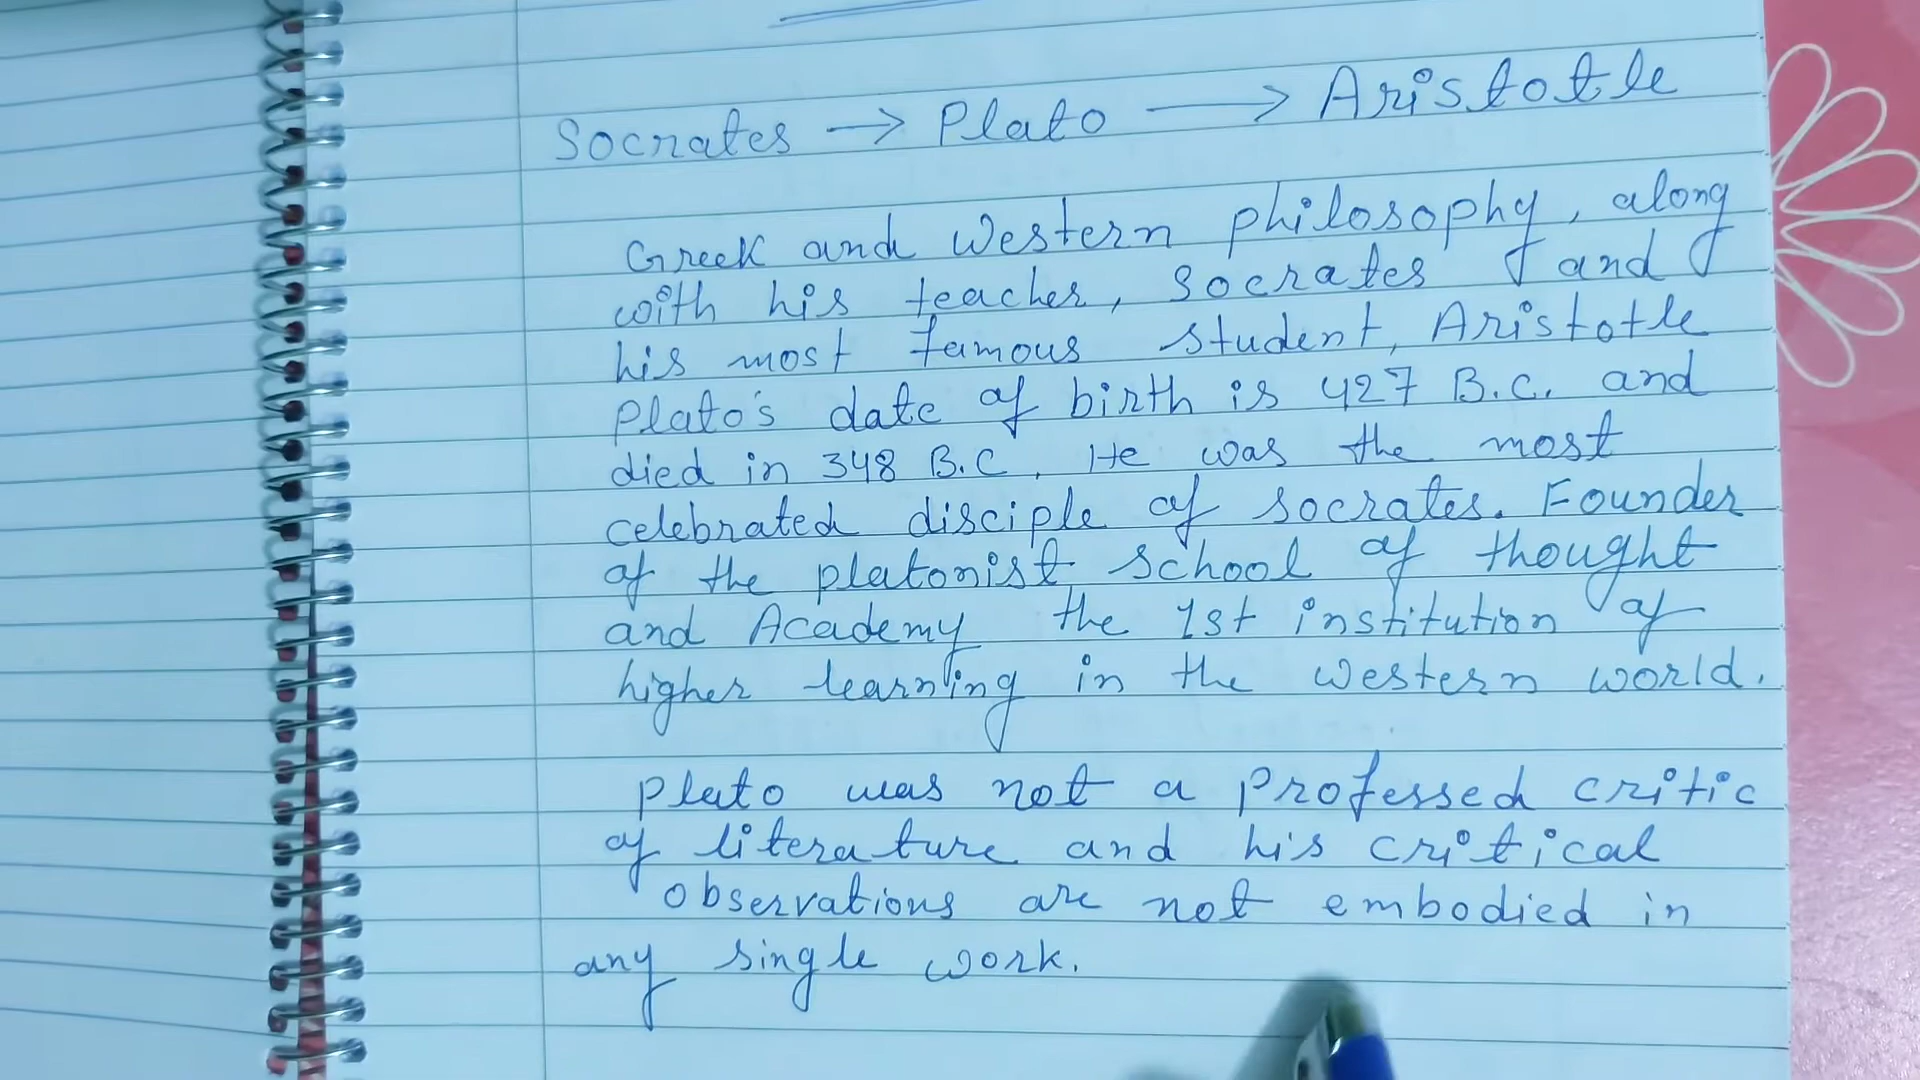 Socrates → Plato → Aristotle
Greek and Western philosophy, along
with his teacher, Socrates and
his most famous student, Aristotle
Plato's date of birth is 427 B.C. and
died in 348 B.C. He was the most
celebrated disciple of Socrates. Founder
of the platonist school of thought
and Academy the 1st institution of
higher learning in the western world.
Plato was not a professed critic
of literature and his critical
observations are not embodied in
any single work.